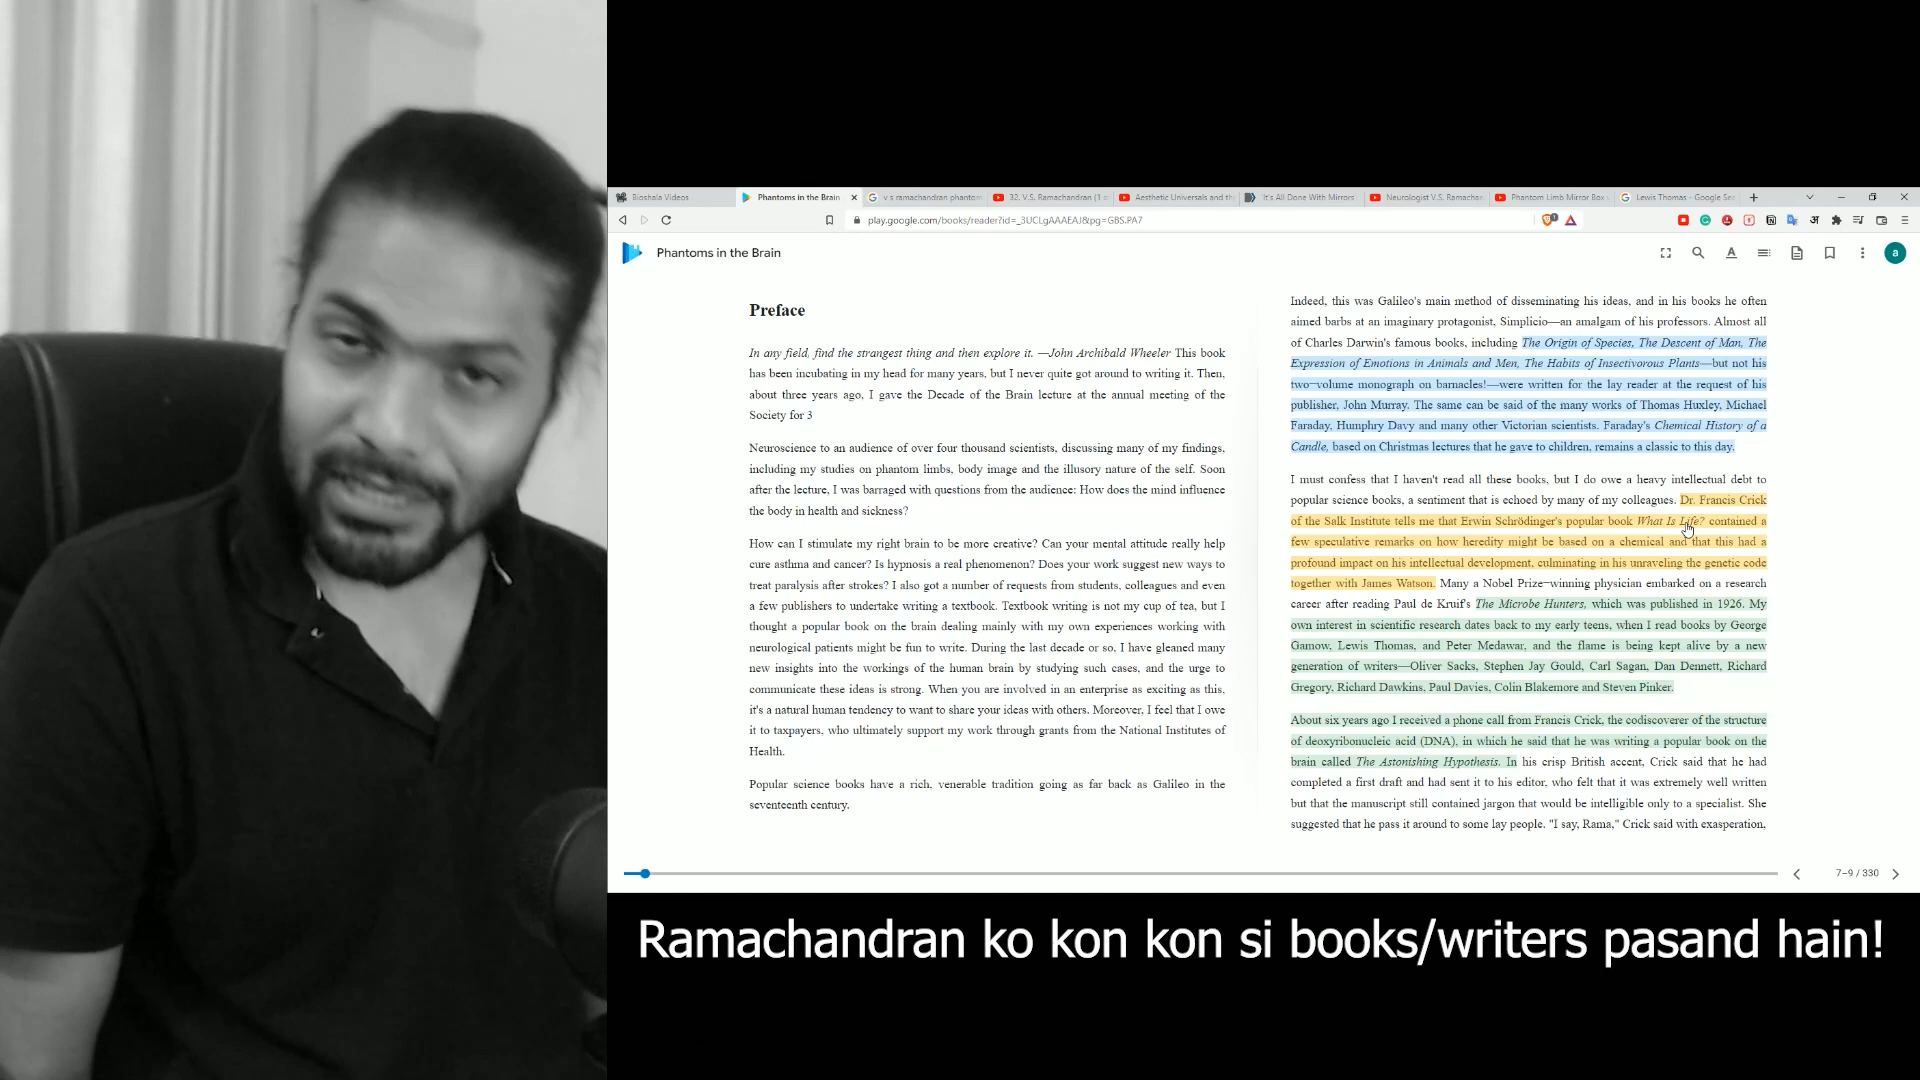 Bioshala Videos
Phantoms in the Brain
v s ramachandran phantom
32. V.S. Ramachandran (1
Aesthetic Universals and th
'It's All Done With Mirrors'
Neurologist V.S. Ramachan
Phantom Limb Mirror Box
Lewis Thomas - Google Sea
play.google.com/books/reader?id=_3UCLgAAAEAJ&pg=GBS.PA7
Phantoms in the Brain
a
Preface
In any field, find the strangest thing and then explore it. —John Archibald Wheeler This book
has been incubating in my head for many years, but I never quite got around to writing it. Then,
about three years ago, I gave the Decade of the Brain lecture at the annual meeting of the
Society for 3
Neuroscience to an audience of over four thousand scientists, discussing many of my findings,
including my studies on phantom limbs, body image and the illusory nature of the self. Soon
after the lecture, I was barraged with questions from the audience: How does the mind influence
the body in health and sickness?
How can I stimulate my right brain to be more creative? Can your mental attitude really help
cure asthma and cancer? Is hypnosis a real phenomenon? Does your work suggest new ways to
treat paralysis after strokes? I also got a number of requests from students, colleagues and even
a few publishers to undertake writing a textbook. Textbook writing is not my cup of tea, but I
thought a popular book on the brain dealing mainly with my own experiences working with
neurological patients might be fun to write. During the last decade or so, I have gleaned many
new insights into the workings of the human brain by studying such cases, and the urge to
communicate these ideas is strong. When you are involved in an enterprise as exciting as this,
it's a natural human tendency to want to share your ideas with others. Moreover, I feel that I owe
it to taxpayers, who ultimately support my work through grants from the National Institutes of
Health.
Popular science books have a rich, venerable tradition going as far back as Galileo in the
seventeenth century.
Indeed, this was Galileo's main method of disseminating his ideas, and in his books he often
aimed barbs at an imaginary protagonist, Simplicio—an amalgam of his professors. Almost all
of Charles Darwin's famous books, including The Origin of Species, The Descent of Man, The
Expression of Emotions in Animals and Men, The Habits of Insectivorous Plants—but not his
two–volume monograph on barnacles!—were written for the lay reader at the request of his
publisher, John Murray. The same can be said of the many works of Thomas Huxley, Michael
Faraday, Humphry Davy and many other Victorian scientists. Faraday's Chemical History of a
Candle, based on Christmas lectures that he gave to children, remains a classic to this day.
I must confess that I haven't read all these books, but I do owe a heavy intellectual debt to
popular science books, a sentiment that is echoed by many of my colleagues. Dr. Francis Crick
of the Salk Institute tells me that Erwin Schrödinger's popular book What Is Life? contained a
few speculative remarks on how heredity might be based on a chemical and that this had a
profound impact on his intellectual development, culminating in his unraveling the genetic code
together with James Watson. Many a Nobel Prize–winning physician embarked on a research
career after reading Paul de Kruif's The Microbe Hunters, which was published in 1926. My
own interest in scientific research dates back to my early teens, when I read books by George
Gamow, Lewis Thomas, and Peter Medawar, and the flame is being kept alive by a new
generation of writers—Oliver Sacks, Stephen Jay Gould, Carl Sagan, Dan Dennett, Richard
Gregory, Richard Dawkins, Paul Davies, Colin Blakemore and Steven Pinker.
About six years ago I received a phone call from Francis Crick, the codiscoverer of the structure
of deoxyribonucleic acid (DNA), in which he said that he was writing a popular book on the
brain called The Astonishing Hypothesis. In his crisp British accent, Crick said that he had
completed a first draft and had sent it to his editor, who felt that it was extremely well written
but that the manuscript still contained jargon that would be intelligible only to a specialist. She
suggested that he pass it around to some lay people. "I say, Rama," Crick said with exasperation,
7–9 / 330
Ramachandran ko kon kon si books/writers pasand hain!